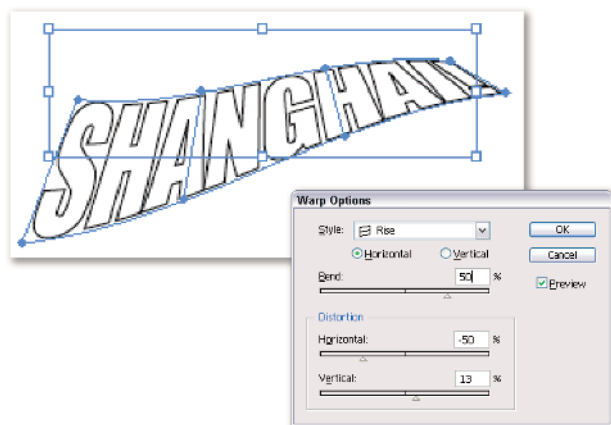 SHANGHAI
Warp Options
Style: Rise OK
Horizontal Vertical Cancel
Bend: 50 % Preview
Distortion
Horizontal: -50 %
Vertical: 13 %